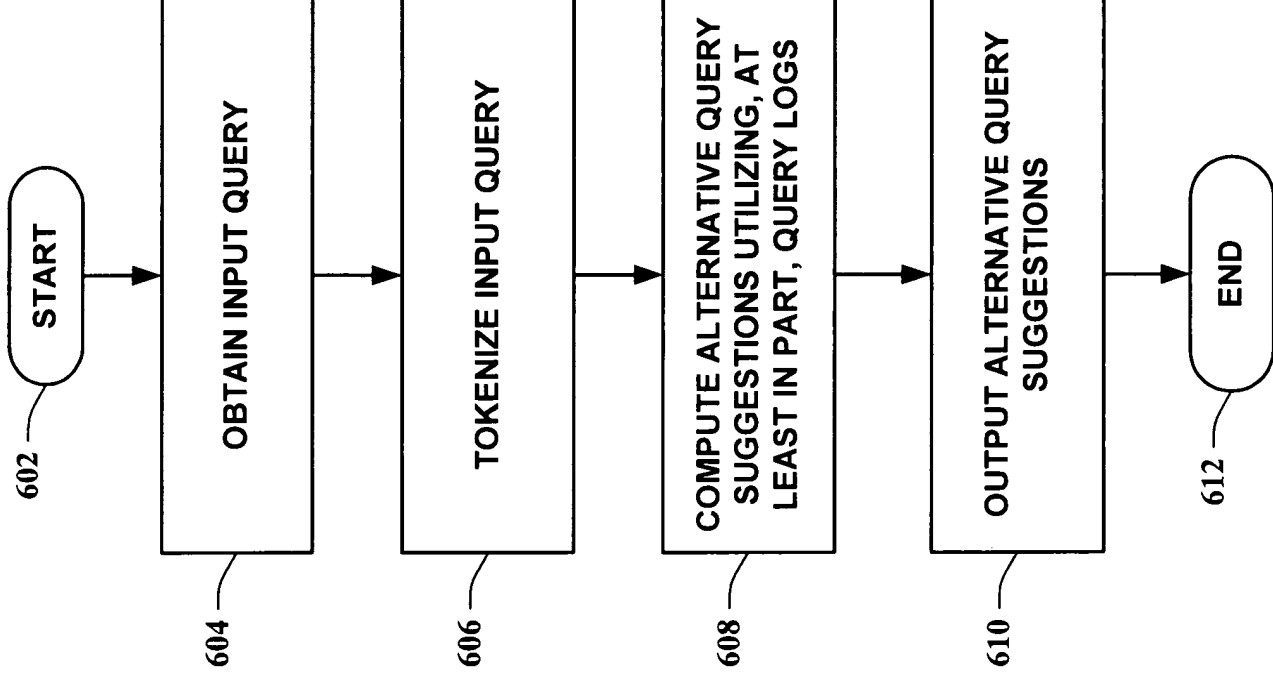 START
602
OBTAIN INPUT QUERY
604
TOKENIZE INPUT QUERY
606
COMPUTE ALTERNATIVE QUERY
SUGGESTIONS UTILIZING, AT
LEAST IN PART, QUERY LOGS
608
OUTPUT ALTERNATIVE QUERY
SUGGESTIONS
610
END
612